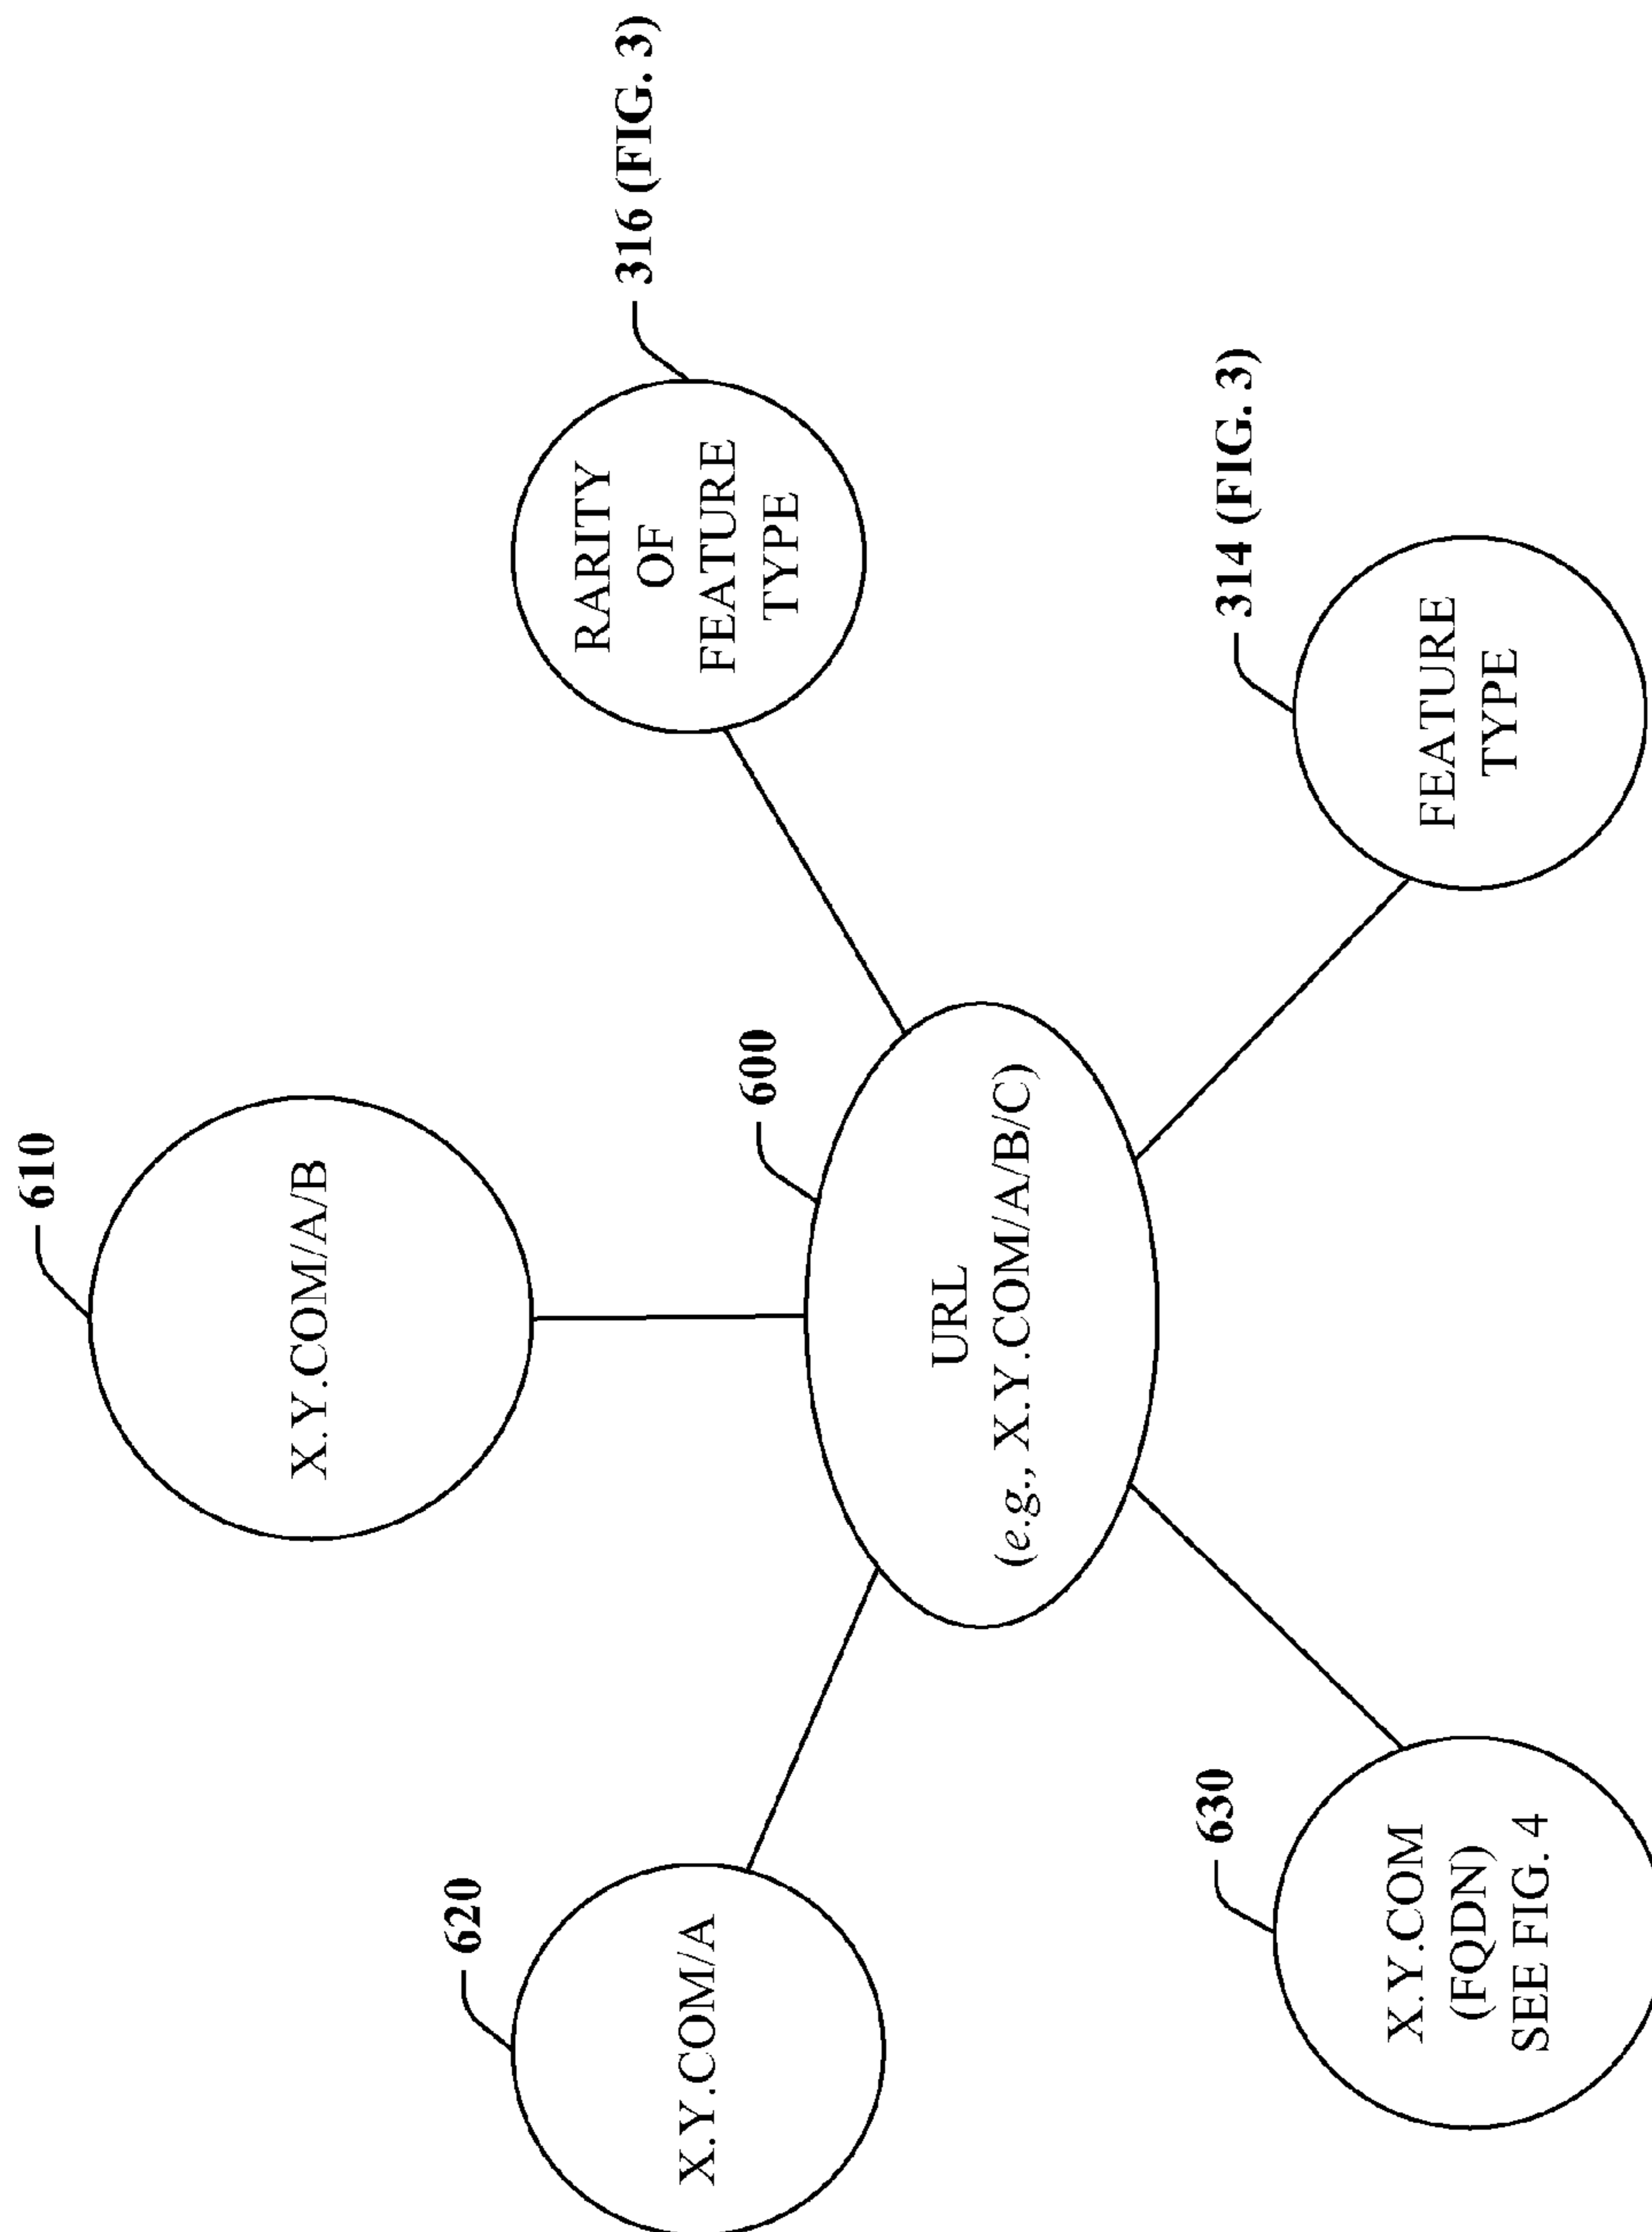 610
X.Y.COM/A/B
620
X.Y.COM/A
316 (FIG. 3)
RARITY
OF
FEATURE
TYPE
600
URL
(e.g., X.Y.COM/A/B/C)
630
X.Y.COM
(FQDN)
SEE FIG. 4
314 (FIG. 3)
FEATURE
TYPE